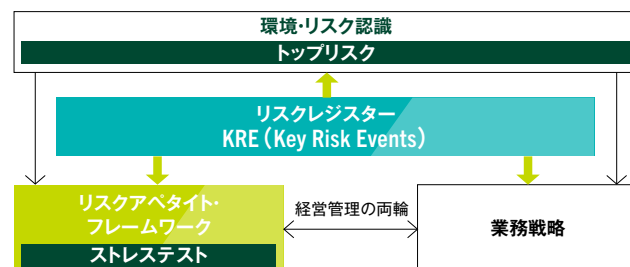 環境・リスク認識
トップリスク
リスクレジスター
KRE(Key Risk Events)
リスクアペタイト・
フレームワーク
ストレステスト
経営管理の両輪
業務戦略